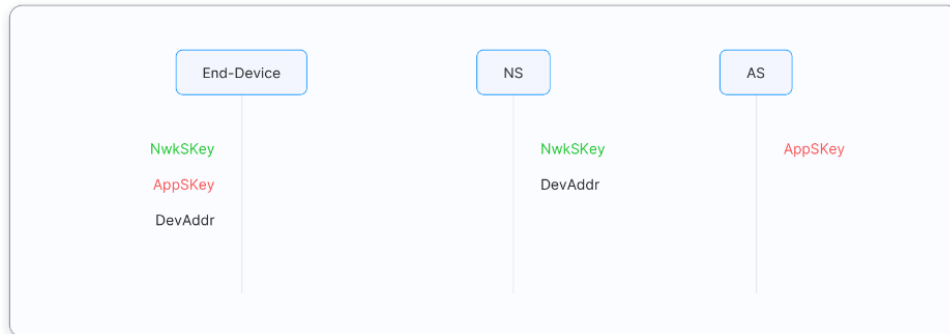 End-Device
NS
AS
NwkSKey
NwkSKey
AppSKey
AppSKey
DevAddr
DevAddr